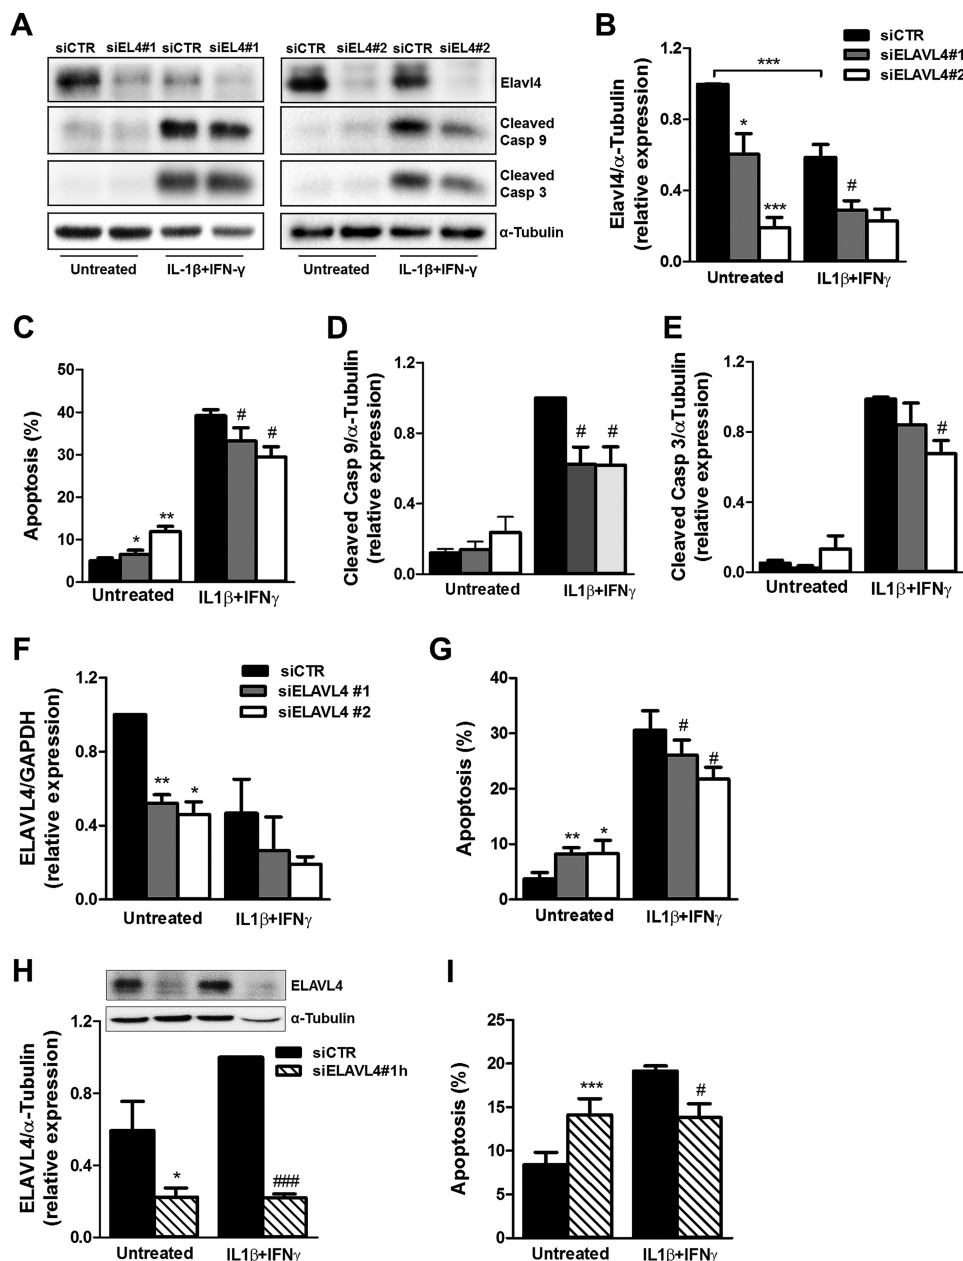 A
siCTR siEL4#1 siCTR siEL4#1
siCTR siEL4#2 siCTR siEL4#2
Elavl4
Cleaved
Casp 9
Cleaved
Casp 3
α-Tubulin
Untreated IL-1β+IFN-γ
Untreated IL-1β+IFN-γ
B
siCTR
siELAVL4#1
siELAVL4#2
Elavl4/α-Tubulin
(relative expression)
1.2
0.8
0.4
0.0
***
*
***
#
Untreated IL1β+IFNγ
C
Apoptosis (%)
50
40
30
20
10
0
*
**
#
#
Untreated IL1β+IFNγ
D
Cleaved Casp 9/α-Tubulin
(relative expression)
1.2
0.8
0.4
0.0
# #
Untreated IL1β+IFNγ
E
Cleaved Casp 3/αTubulin
(relative expression)
1.2
0.8
0.4
0.0
#
Untreated IL1β+IFNγ
F
siCTR
siELAVL4 #1
siELAVL4 #2
ELAVL4/GAPDH
(relative expression)
1.2
0.8
0.4
0.0
**
*
Untreated IL1β+IFNγ
G
Apoptosis (%)
40
30
20
10
0
**
*
#
#
Untreated IL1β+IFNγ
H
ELAVL4
α-Tubulin
siCTR
siELAVL4#1h
ELAVL4/α-Tubulin
(relative expression)
1.2
0.8
0.4
0.0
*
###
Untreated IL1β+IFNγ
I
Apoptosis (%)
25
20
15
10
5
0
***
#
Untreated IL1β+IFNγ